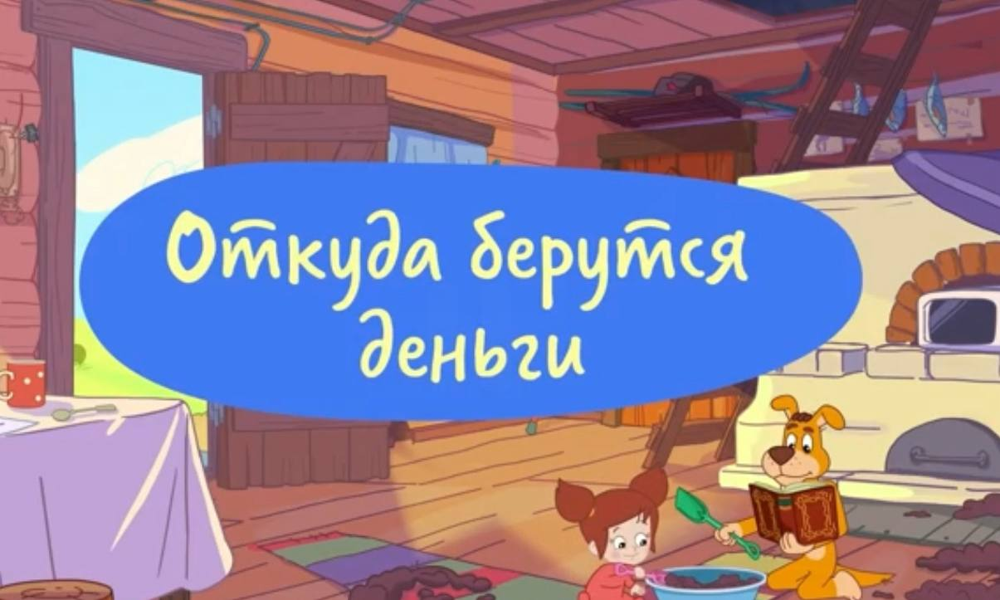 Откуда берутся
деньги